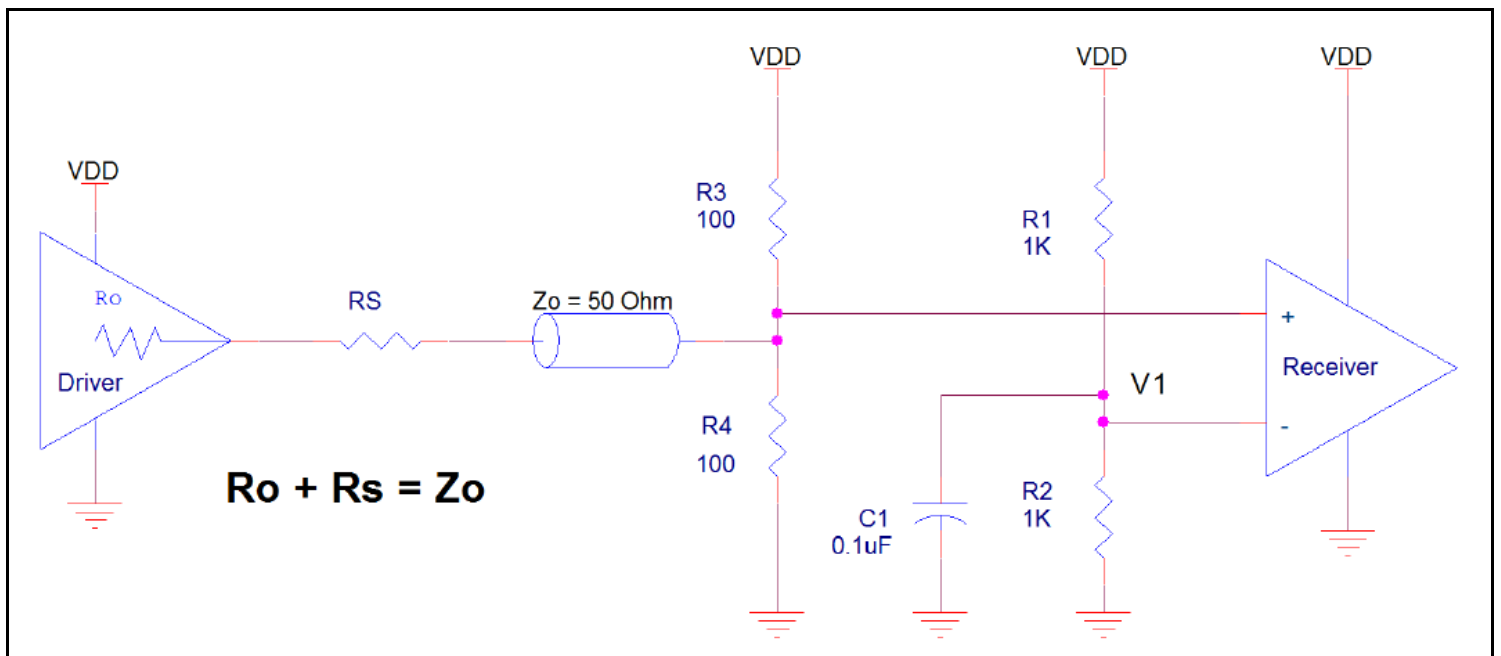 VDD
VDD
VDD
VDD
R3
100
R1
1K
Ro
RS
Zo = 50 Ohm
+
Driver
Receiver
V1
-
R4
100
Ro + Rs = Zo
R2
1K
C1
0.1uF